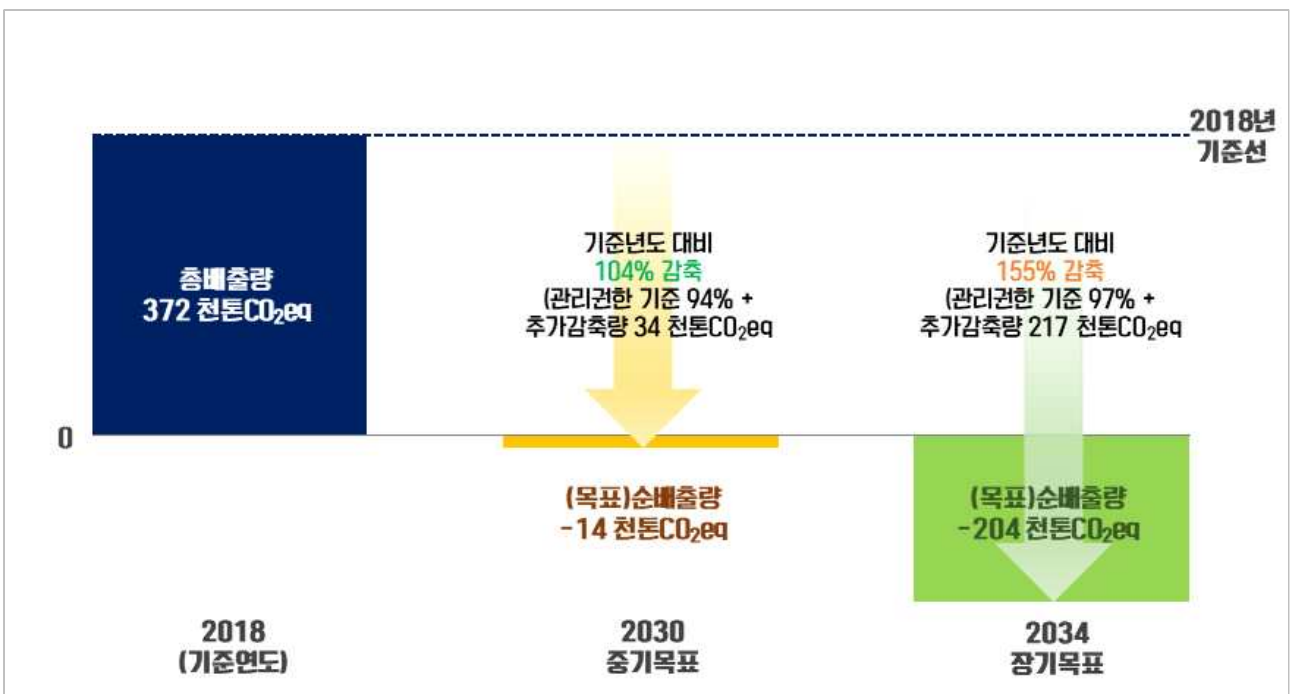 2018년
기준선
총배출량
372 천톤CO₂eq
기준년도 대비
104% 감축
(관리권한 기준 94% +
추가감축량 34 천톤CO₂eq
기준년도 대비
155% 감축
(관리권한 기준 97% +
추가감축량 217 천톤CO₂eq
0
(목표)순배출량
-14 천톤CO₂eq
(목표)순배출량
-204 천톤CO₂eq
2018
(기준연도)
2030
중기목표
2034
장기목표